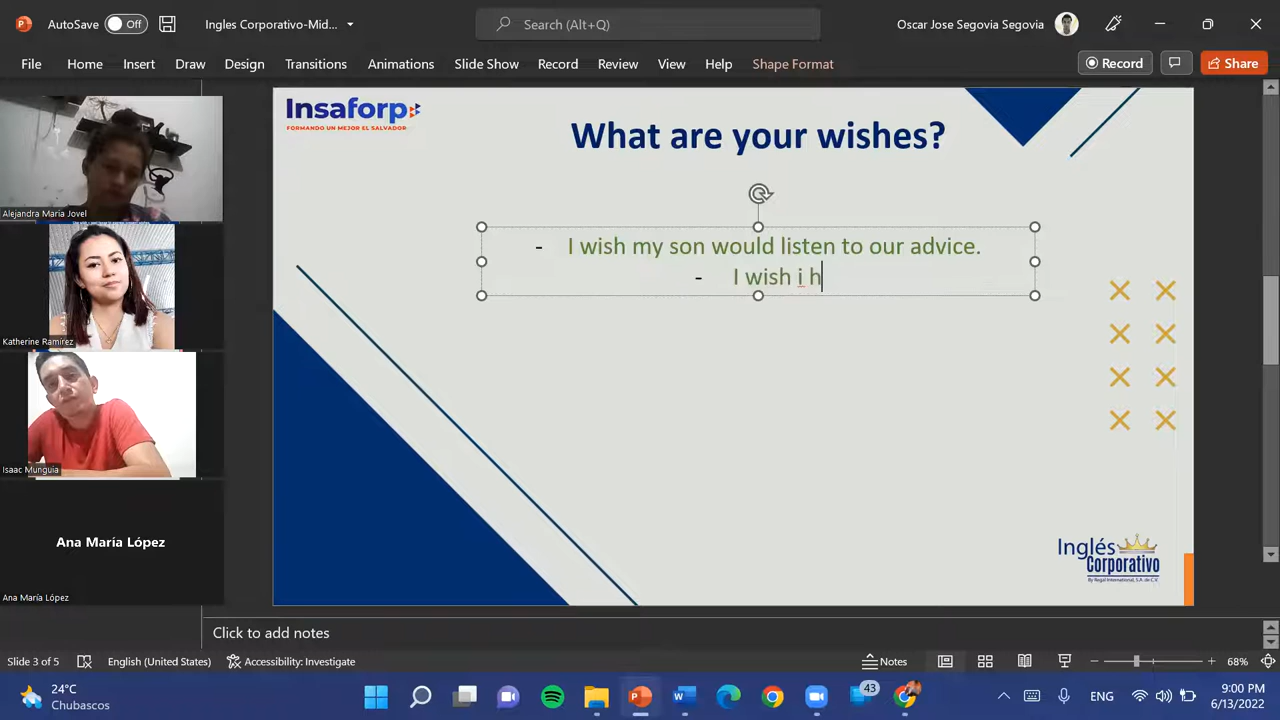 AutoSave Off Ingles Corporativo-Mid... Search (Alt+Q) Oscar Jose Segovia Segovia
File Home Insert Draw Design Transitions Animations Slide Show Record Review View Help Shape Format Record Share
Insaforp
FORMANDO UN MEJOR EL SALVADOR
What are your wishes?
Alejandra María Jovel
- I wish my son would listen to our advice.
- I wish i h
Katherine Ramírez
Isaac Munguia
Ana María López
Ana María López
Inglés
Corporativo
By Regal International, S.A. de C.V.
Click to add notes
Slide 3 of 5 English (United States) Accessibility: Investigate Notes 68%
24°C
Chubascos
43
ENG
9:00 PM
6/13/2022